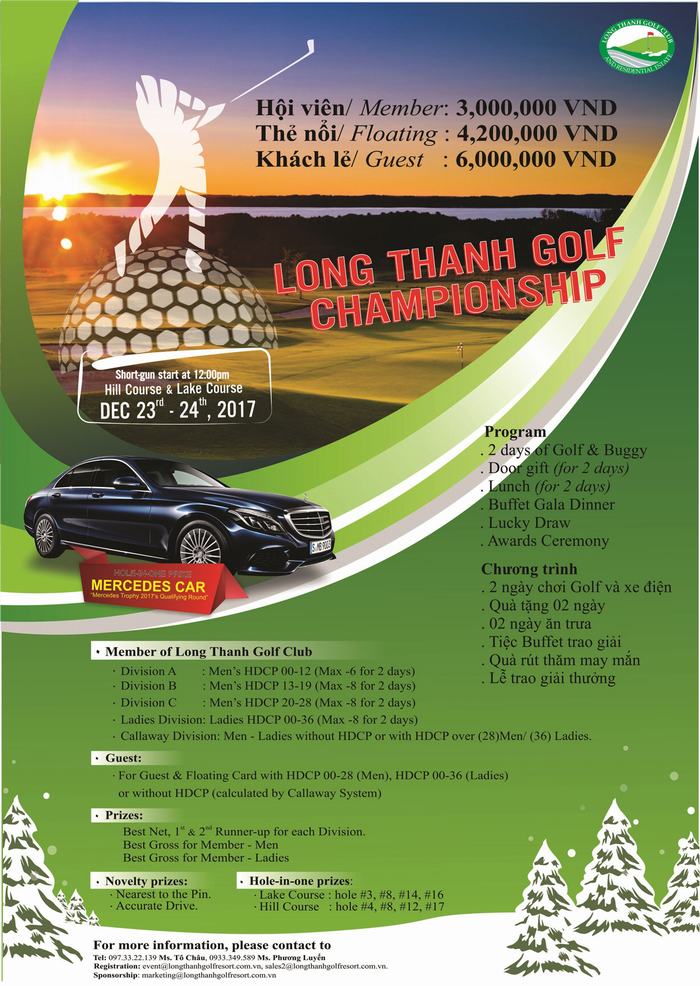 LONG THANH GOLF CLUB
AND RESIDENTIAL ESTATE
Hội viên/ Member: 3,000,000 VND
Thẻ nổi/ Floating : 4,200,000 VND
Khách lẻ/ Guest : 6,000,000 VND
LONG THANH GOLF
CHAMPIONSHIP
Short-gun start at 12:00pm
Hill Course & Lake Course
DEC 23rd - 24th, 2017
Program
. 2 days of Golf & Buggy
. Door gift (for 2 days)
. Lunch (for 2 days)
. Buffet Gala Dinner
. Lucky Draw
. Awards Ceremony
Chương trình
. 2 ngày chơi Golf và xe điện
. Quà tặng 02 ngày
. 02 ngày ăn trưa
. Tiệc Buffet trao giải
. Quà rút thăm may mắn
. Lễ trao giải thưởng
HOLE-IN-ONE PRICE
MERCEDES CAR
"Mercedes Trophy 2017's Qualifying Round"
· Member of Long Thanh Golf Club
· Division A : Men's HDCP 00-12 (Max -6 for 2 days)
· Division B : Men's HDCP 13-19 (Max -8 for 2 days)
· Division C : Men's HDCP 20-28 (Max -8 for 2 days)
· Ladies Division: Ladies HDCP 00-36 (Max -8 for 2 days)
· Callaway Division: Men - Ladies without HDCP or with HDCP over (28)Men/ (36) Ladies.
· Guest:
· For Guest & Floating Card with HDCP 00-28 (Men), HDCP 00-36 (Ladies)
or without HDCP (calculated by Callaway System)
· Prizes:
Best Net, 1st & 2nd Runner-up for each Division.
Best Gross for Member - Men
Best Gross for Member - Ladies
· Novelty prizes:
· Nearest to the Pin.
· Accurate Drive.
· Hole-in-one prizes:
· Lake Course : hole #3, #8, #14, #16
· Hill Course : hole #4, #8, #12, #17
For more information, please contact to
Tel: 097.33.22.139 Ms. Tô Châu, 0933.349.589 Ms. Phương Luyến
Registration: event@longthanhgolfresort.com.vn, sales2@longthanhgolfresort.com.vn.
Sponsorship: marketing@longthanhgolfresort.com.vn